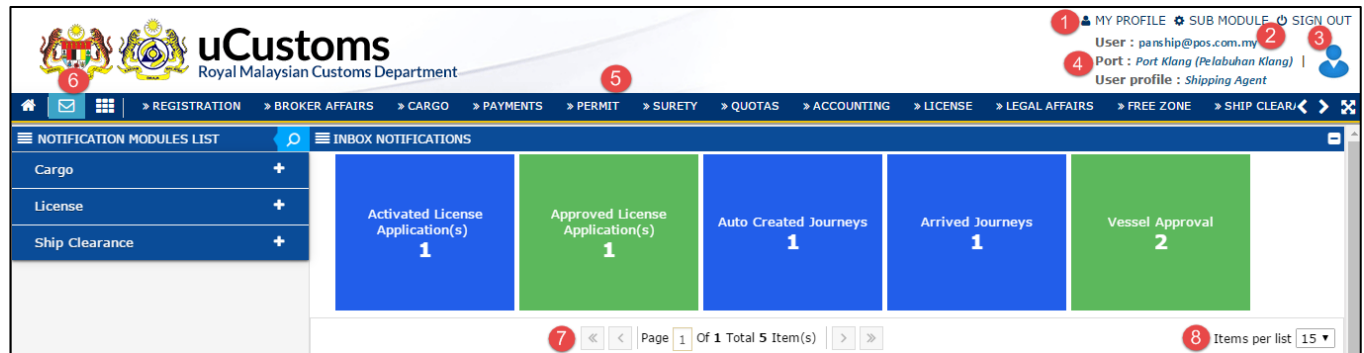 1 MY PROFILE SUB MODULE SIGN OUT
2 3
uCustoms
Royal Malaysian Customs Department
User : panship@pos.com.my
4 Port : Port Klang (Pelabuhan Klang) |
User profile : Shipping Agent
6 5
» REGISTRATION » BROKER AFFAIRS » CARGO » PAYMENTS » PERMIT » SURETY » QUOTAS » ACCOUNTING » LICENSE » LEGAL AFFAIRS » FREE ZONE » SHIP CLEARA
NOTIFICATION MODULES LIST
INBOX NOTIFICATIONS
Cargo +
License +
Ship Clearance +
Activated License
Application(s)
1
Approved License
Application(s)
1
Auto Created Journeys
1
Arrived Journeys
1
Vessel Approval
2
7 « < Page 1 Of 1 Total 5 Item(s) > »
8 Items per list 15 ▼